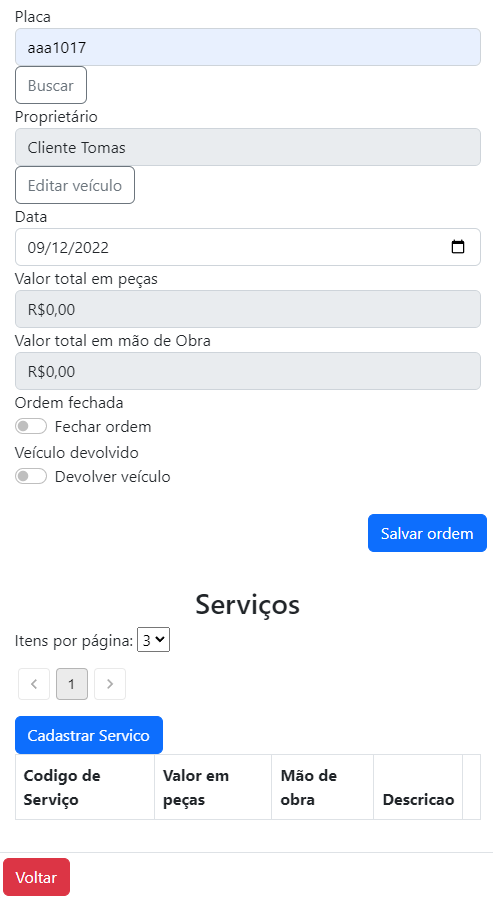 Placa
aaa1017
Buscar
Proprietário
Cliente Tomas
Editar veículo
Data
09/12/2022
Valor total em peças
R$0,00
Valor total em mão de Obra
R$0,00
Ordem fechada
Fechar ordem
Veículo devolvido
Devolver veículo
Salvar ordem
Serviços
Itens por página: 3
1
Cadastrar Servico
Codigo de Serviço Valor em peças Mão de obra Descricao
Voltar